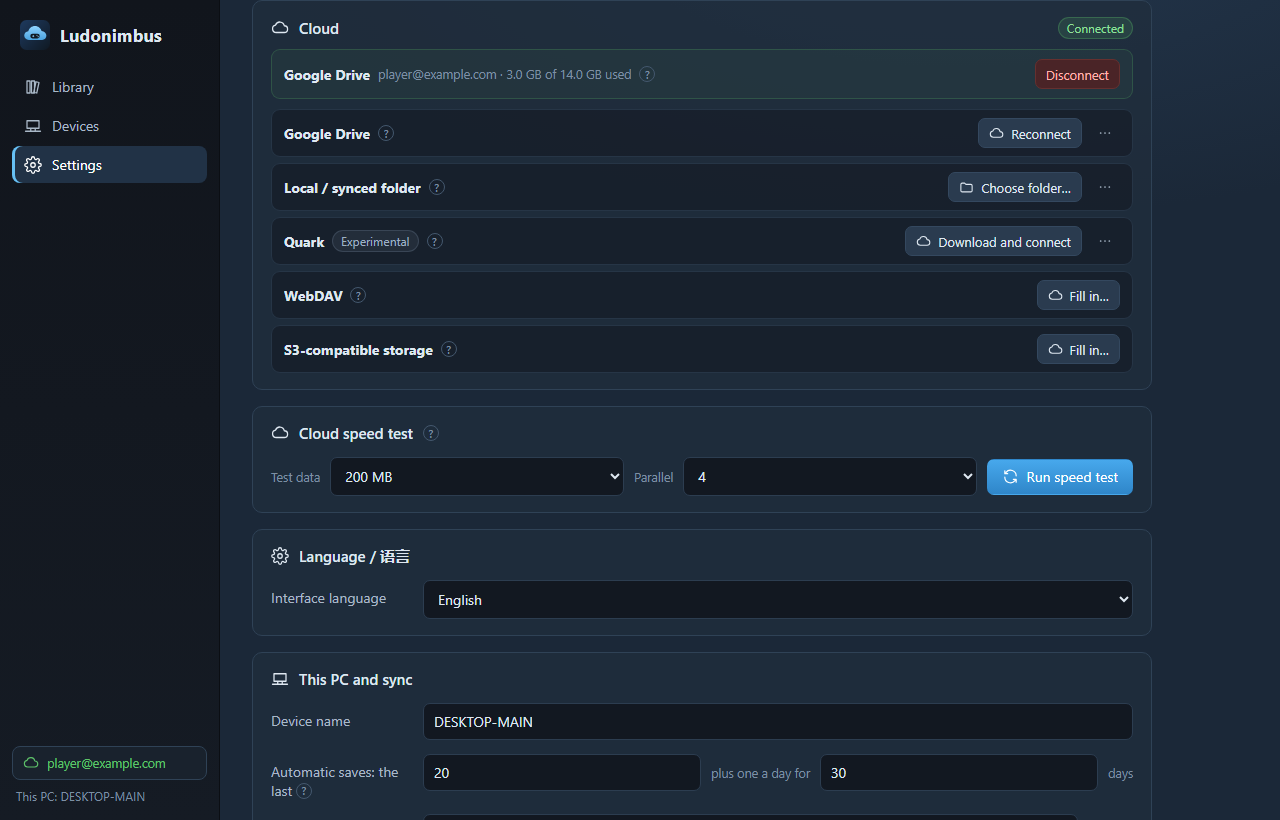 Ludonimbus
Library
Devices
Settings
player@example.com
This PC: DESKTOP-MAIN
Cloud
Connected
Google Drive player@example.com · 3.0 GB of 14.0 GB used ?
Disconnect
Google Drive ?
Reconnect ...
Local / synced folder ?
Choose folder... ...
Quark Experimental ?
Download and connect ...
WebDAV ?
Fill in...
S3-compatible storage ?
Fill in...
Cloud speed test ?
Test data 200 MB Parallel 4 Run speed test
Language / 语言
Interface language English
This PC and sync
Device name DESKTOP-MAIN
Automatic saves: the
last ? 20 plus one a day for 30 days